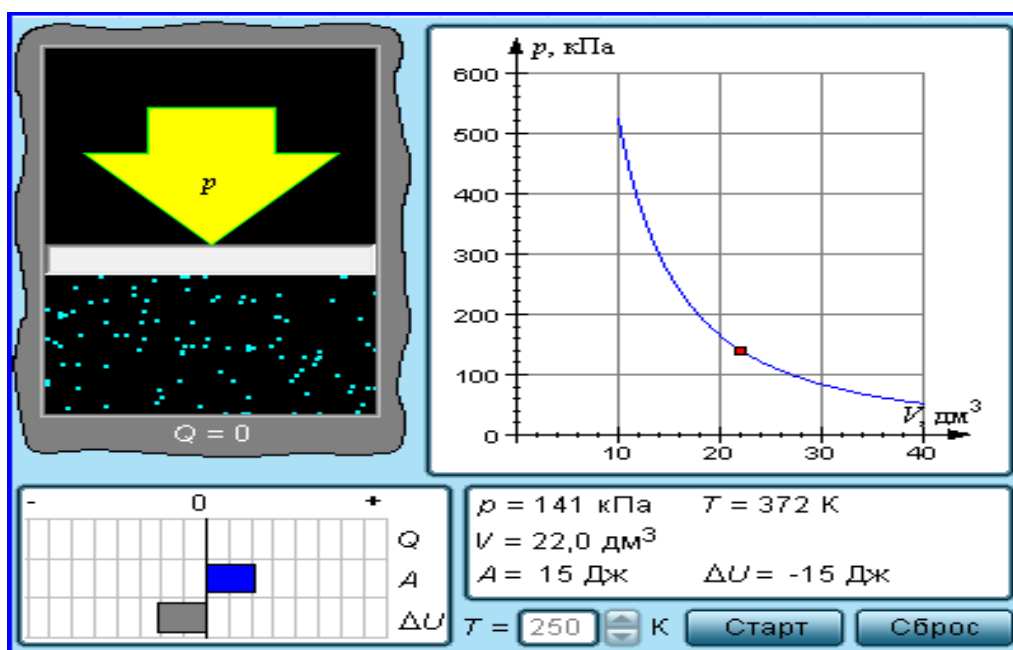 p
Q = 0
p, кПа
600
500
400
300
200
100
0
10
20
30
40
V, дм³
- 0 +
Q
A
ΔU
p = 141 кПа T = 372 К
V = 22,0 дм³
A = 15 Дж ΔU = -15 Дж
T = 250 К Старт Сброс